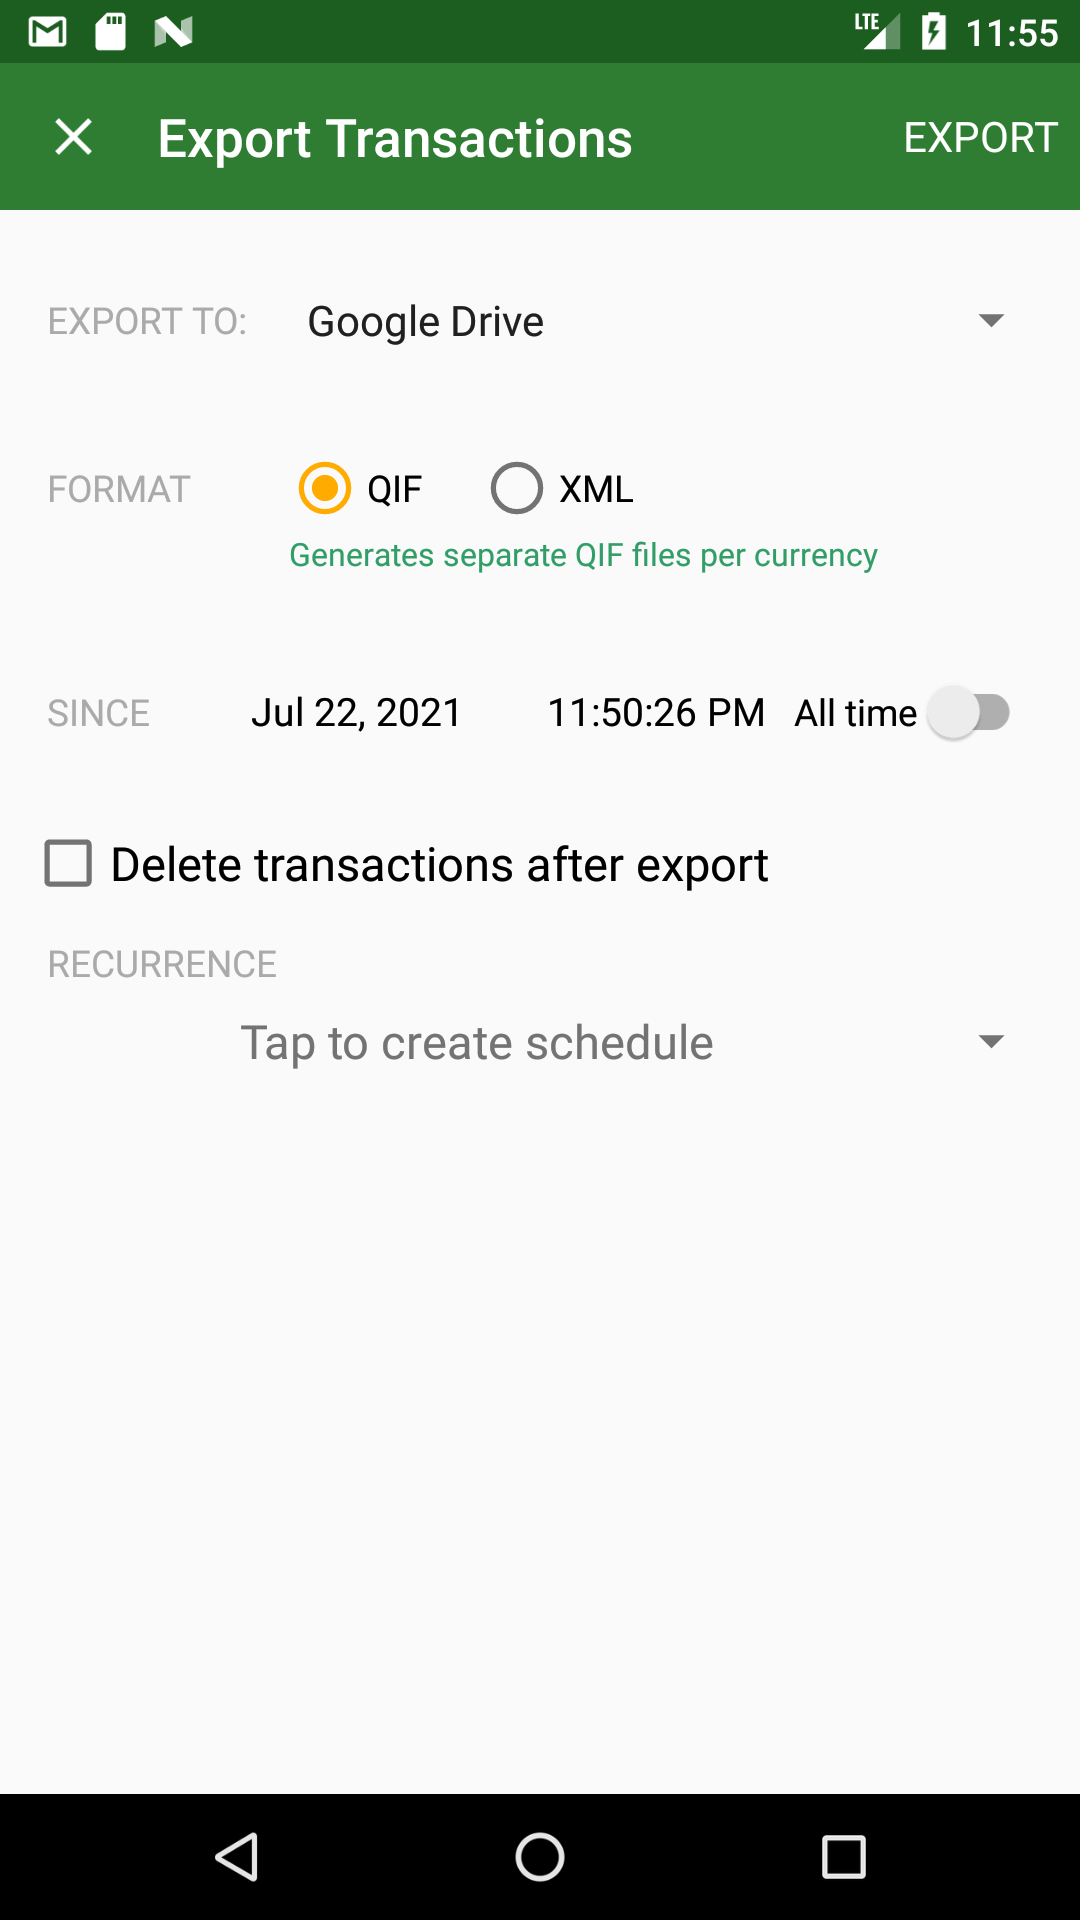 LTE 11:55
Export Transactions EXPORT
EXPORT TO: Google Drive
FORMAT QIF XML
Generates separate QIF files per currency
SINCE Jul 22, 2021 11:50:26 PM All time
Delete transactions after export
RECURRENCE
Tap to create schedule